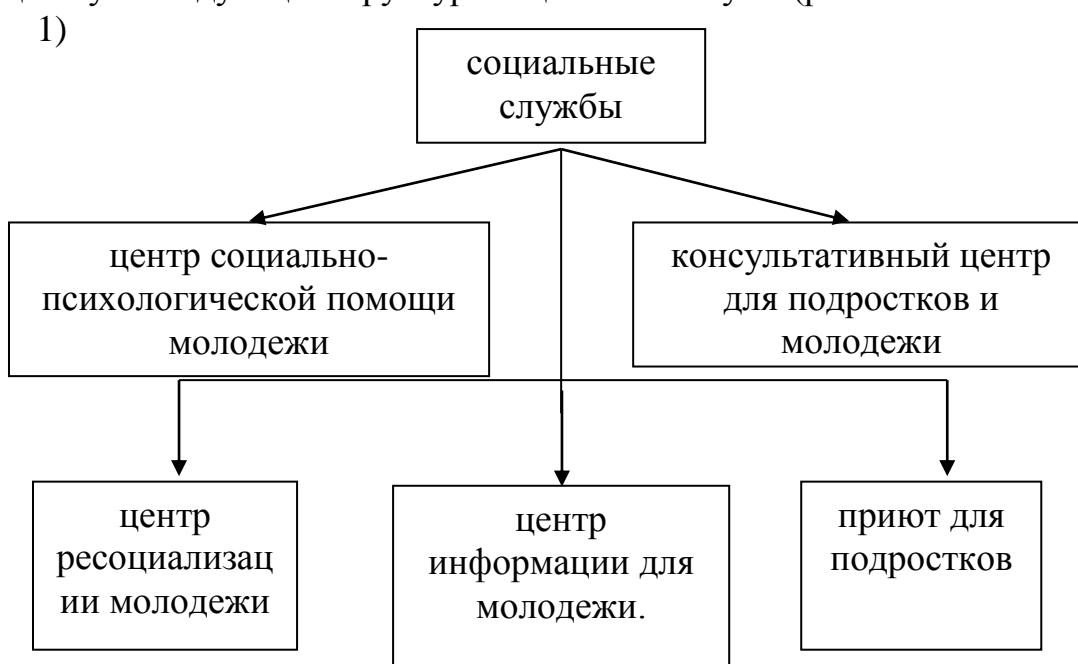 1)
социальные
службы
центр социально-
психологической помощи
молодежи
консультативный центр
для подростков и
молодежи
центр
ресоциализац
ии молодежи
центр
информации для
молодежи.
приют для
подростков